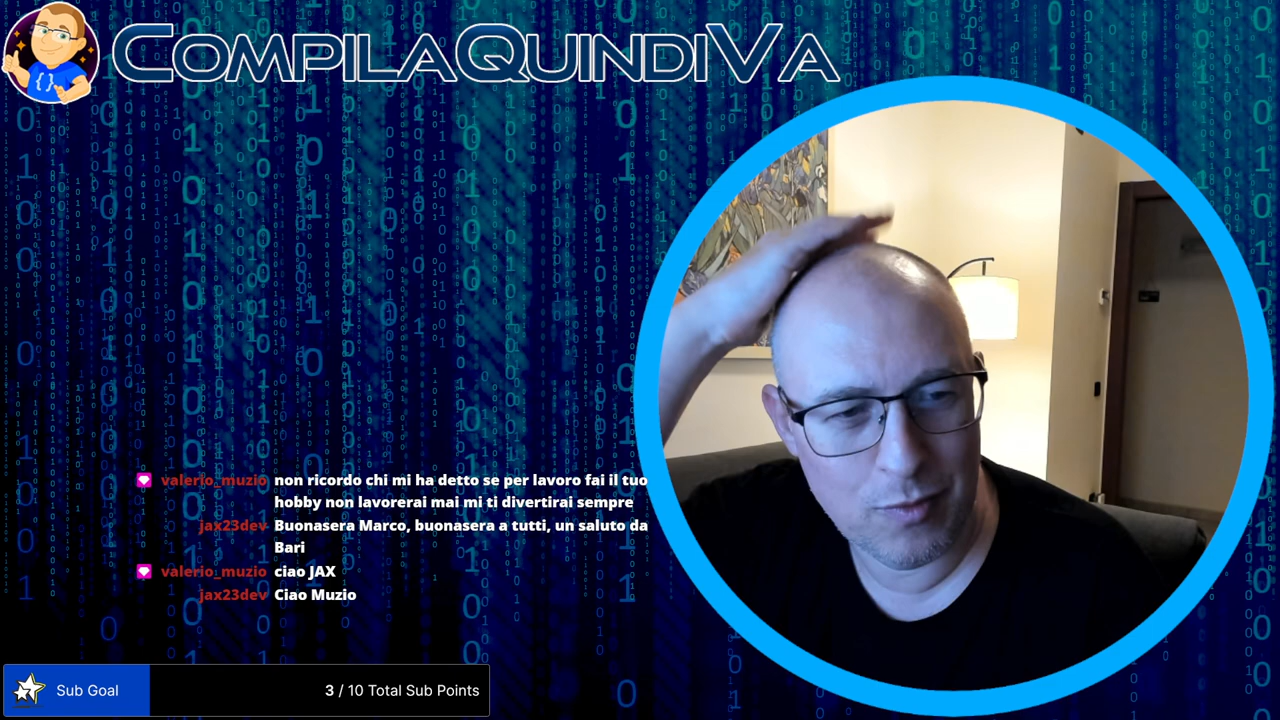 CompilaQuindiVa
{ }
valerio_muzio non ricordo chi mi ha detto se per lavoro fai il tuo
hobby non lavorerai mai mi ti divertirai sempre
jax23dev Buonasera Marco, buonasera a tutti, un saluto da
Bari
valerio_muzio ciao JAX
jax23dev Ciao Muzio
Sub Goal 3 / 10 Total Sub Points